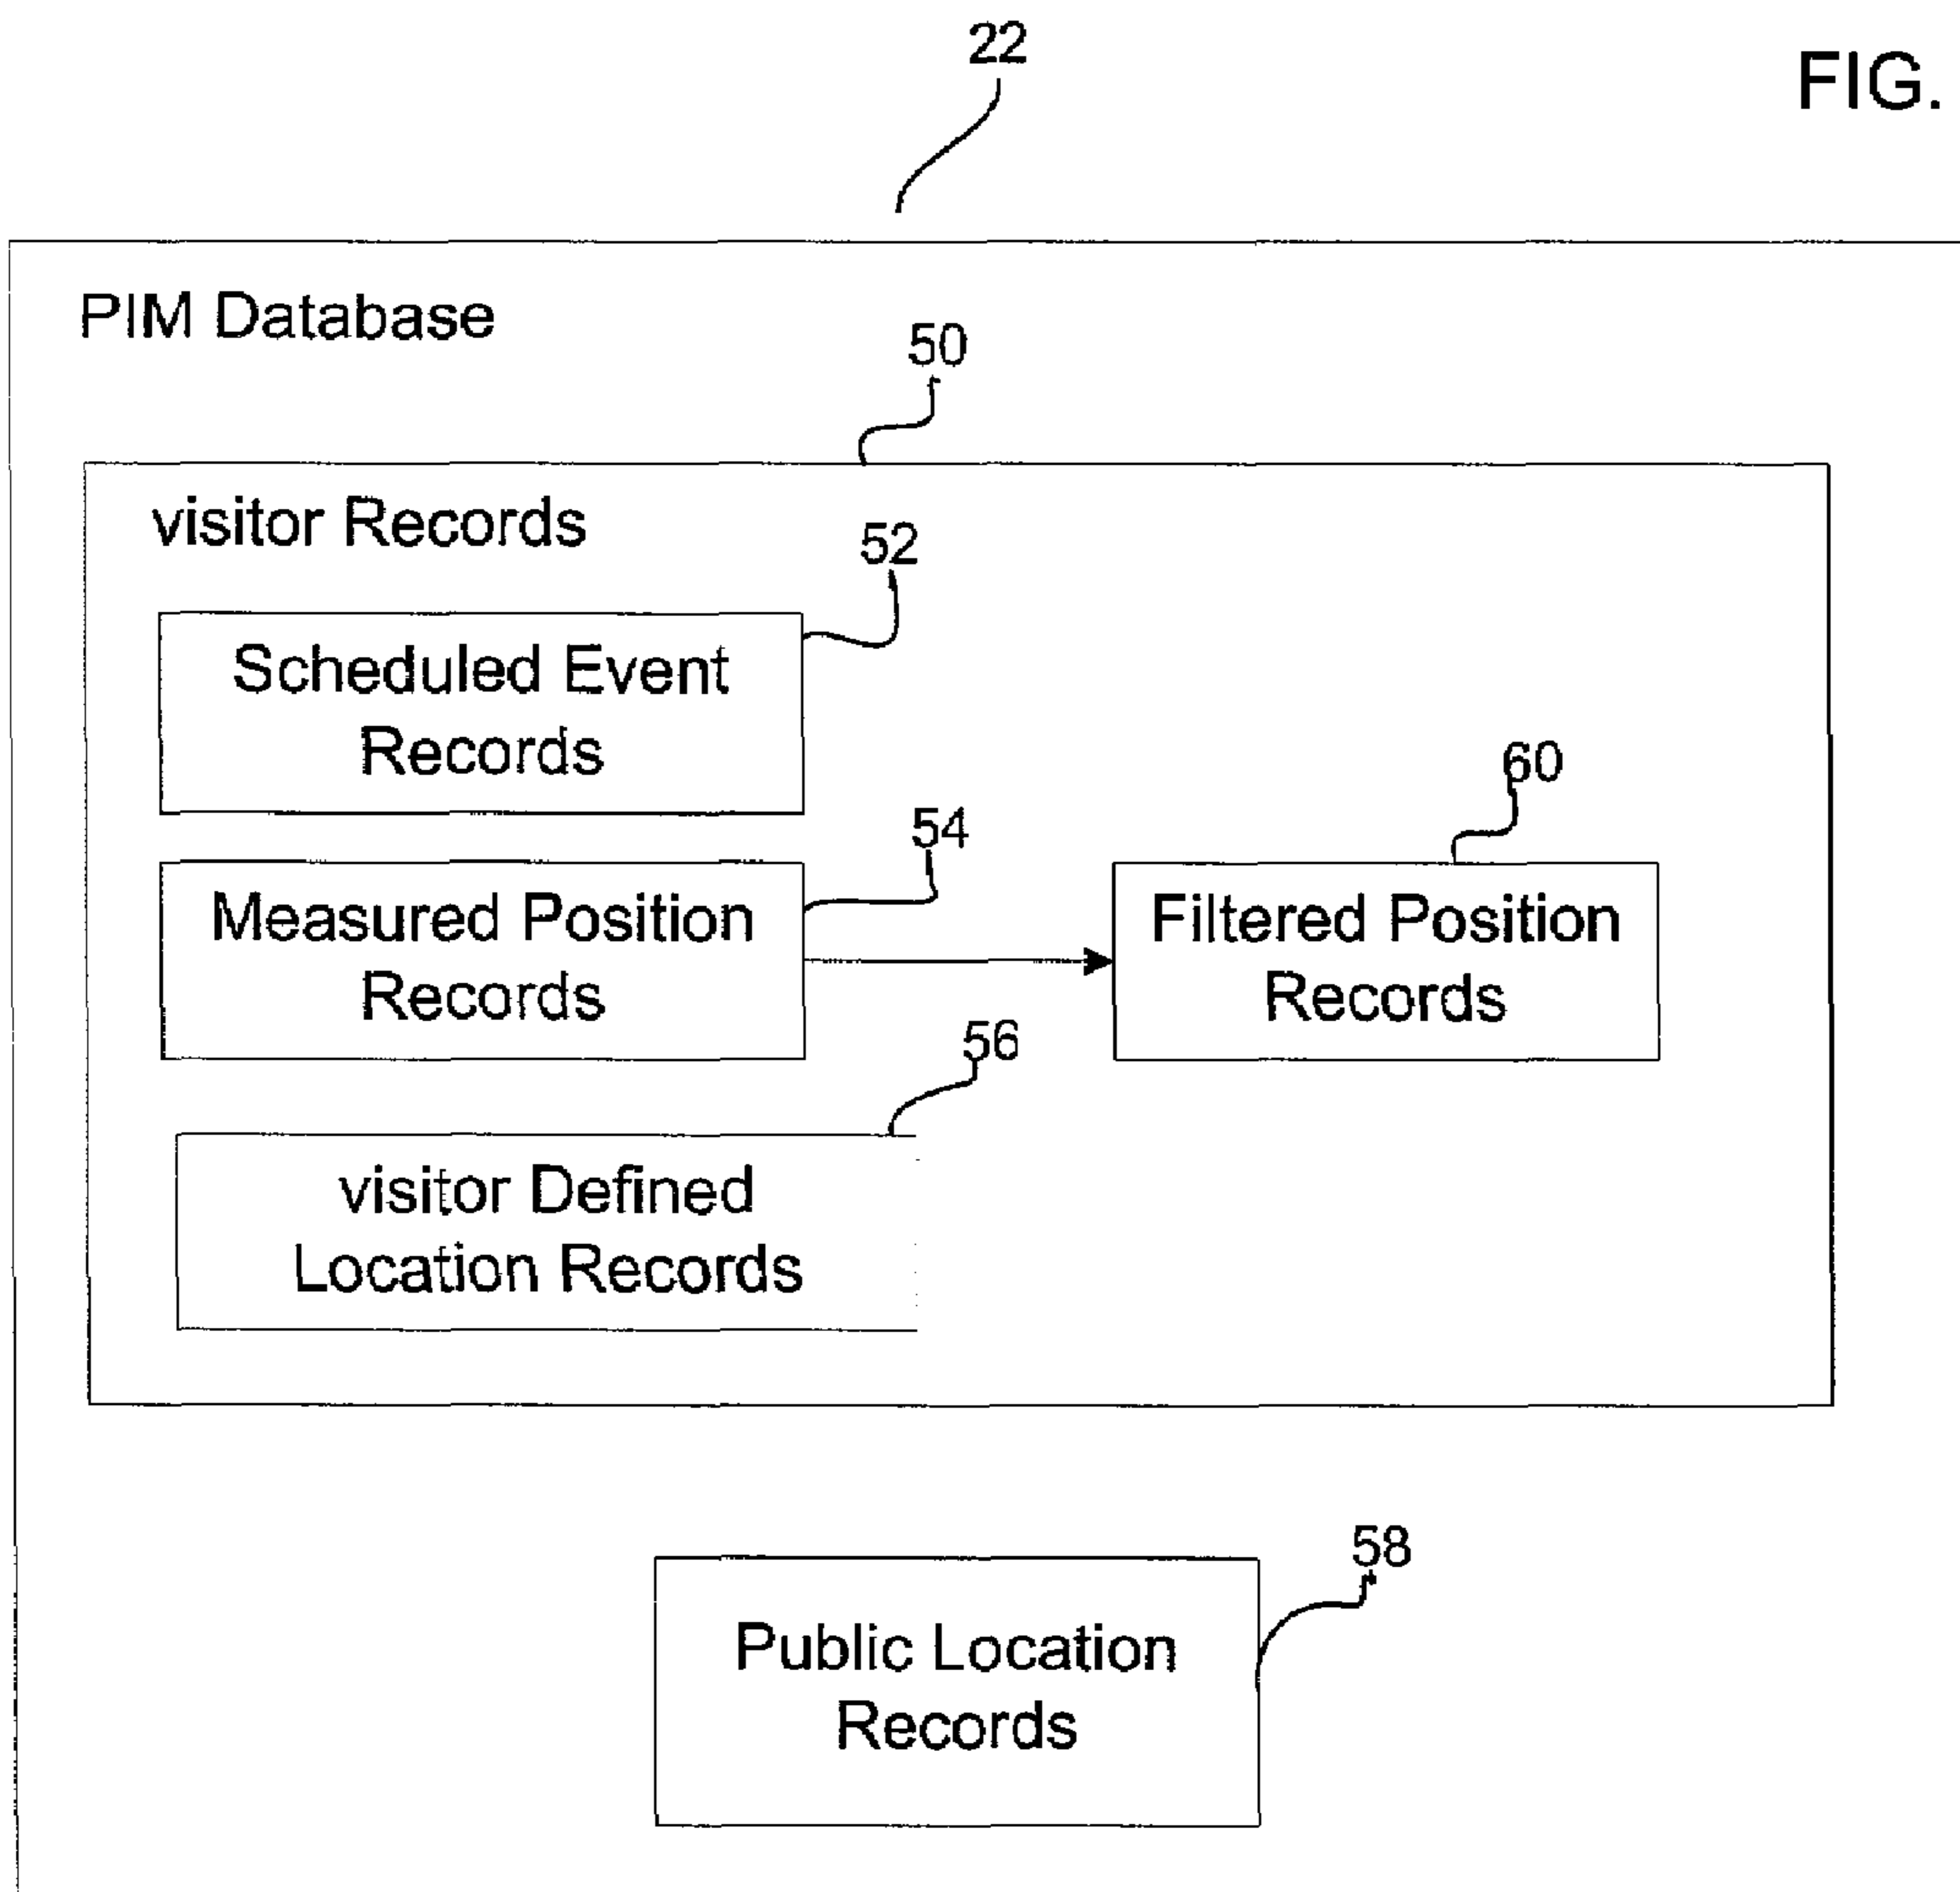 22
FIG.
PIM Database
50
visitor Records
52
Scheduled Event
Records
60
54
Measured Position
Records
Filtered Position
Records
56
visitor Defined
Location Records
58
Public Location
Records